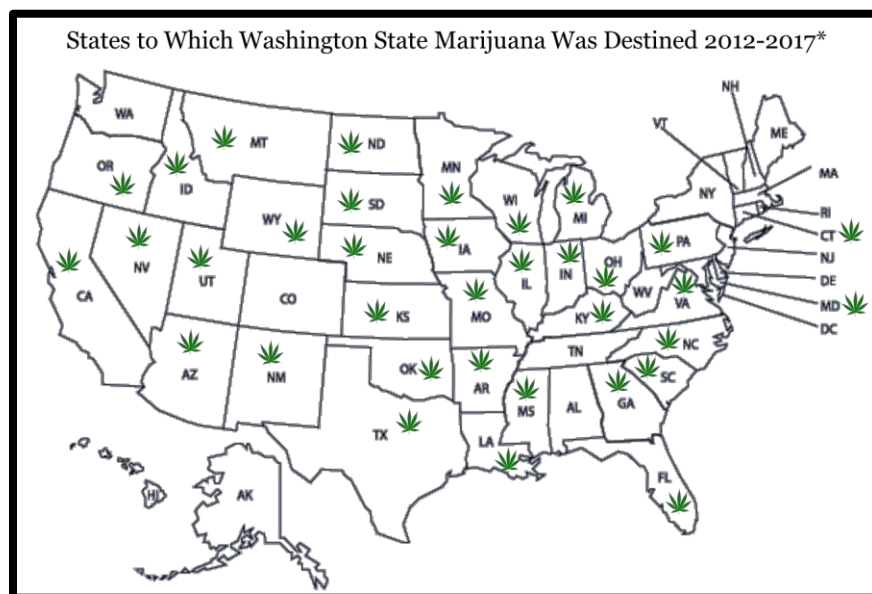 States to Which Washington State Marijuana Was Destined 2012-2017*
NH
WA
VT
ME
MT
ND
OR
MN
ID
MA
WI
NY
SD
MI
WY
RI
CT
IA
PA
NE
NJ
NV
OH
UT
IL
IN
DE
CA
CO
WV
VA
MD
KS
MO
KY
DC
NC
TN
AZ
NM
OK
SC
AR
MS
AL
GA
TX
LA
FL
HI
AK